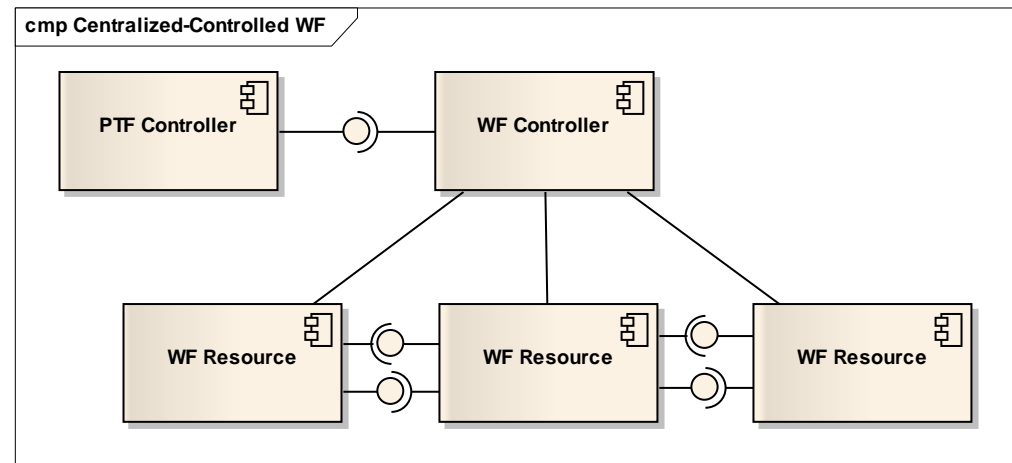 cmp Centralized-Controlled WF
PTF Controller
WF Controller
WF Resource
WF Resource
WF Resource